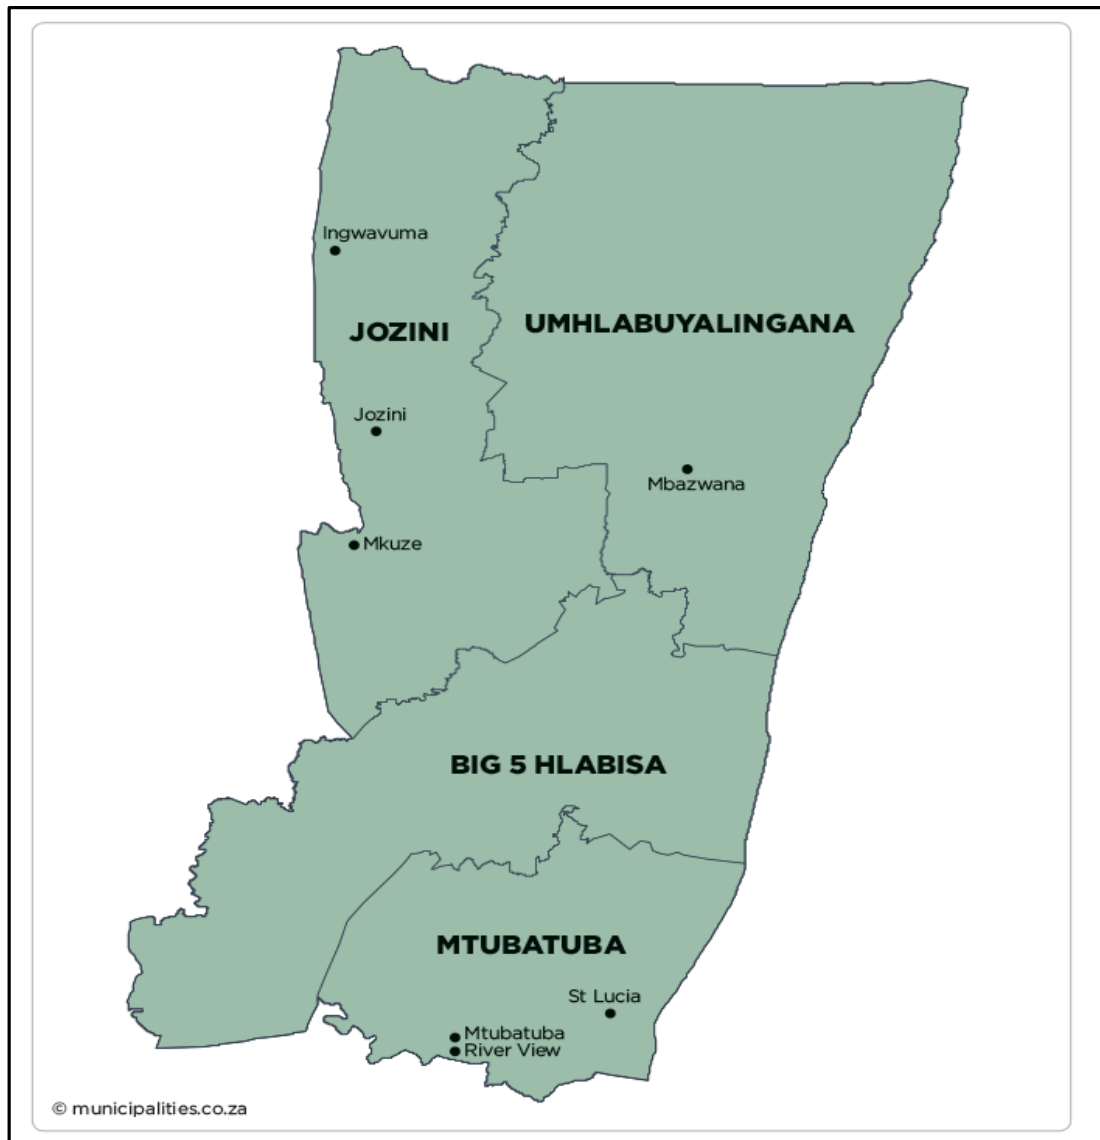 Ingwavuma
JOZINI
UMHLABUYALINGANA
Jozini
Mbazwana
Mkuze
BIG 5 HLABISA
MTUBATUBA
St Lucia
Mtubatuba
River View
© municipalities.co.za